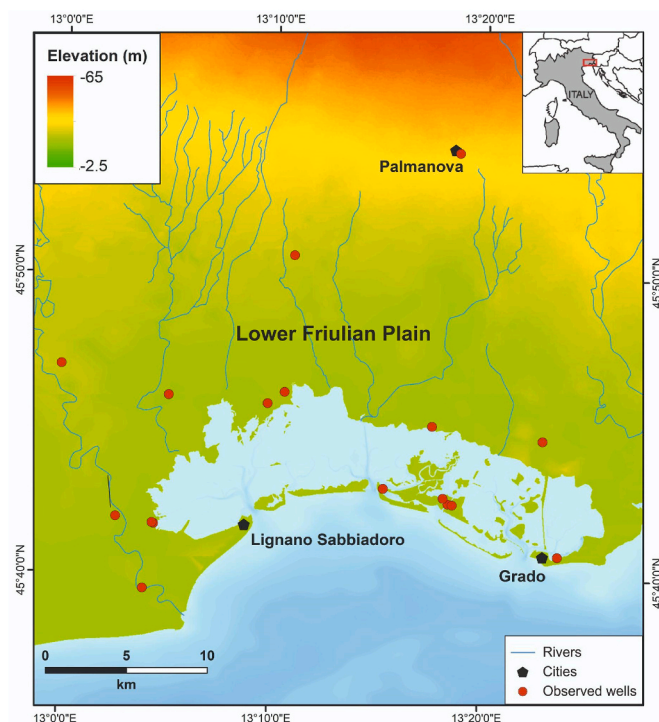 13°0'0"E 13°10'0"E 13°20'0"E
Elevation (m)
-65
-2.5
ITALY
Palmanova
45°50'0"N
45°50'0"N
Lower Friulian Plain
Lignano Sabbiadoro
Grado
45°40'0"N
45°40'0"N
0 5 10
km
Rivers
Cities
Observed wells
13°0'0"E 13°10'0"E 13°20'0"E